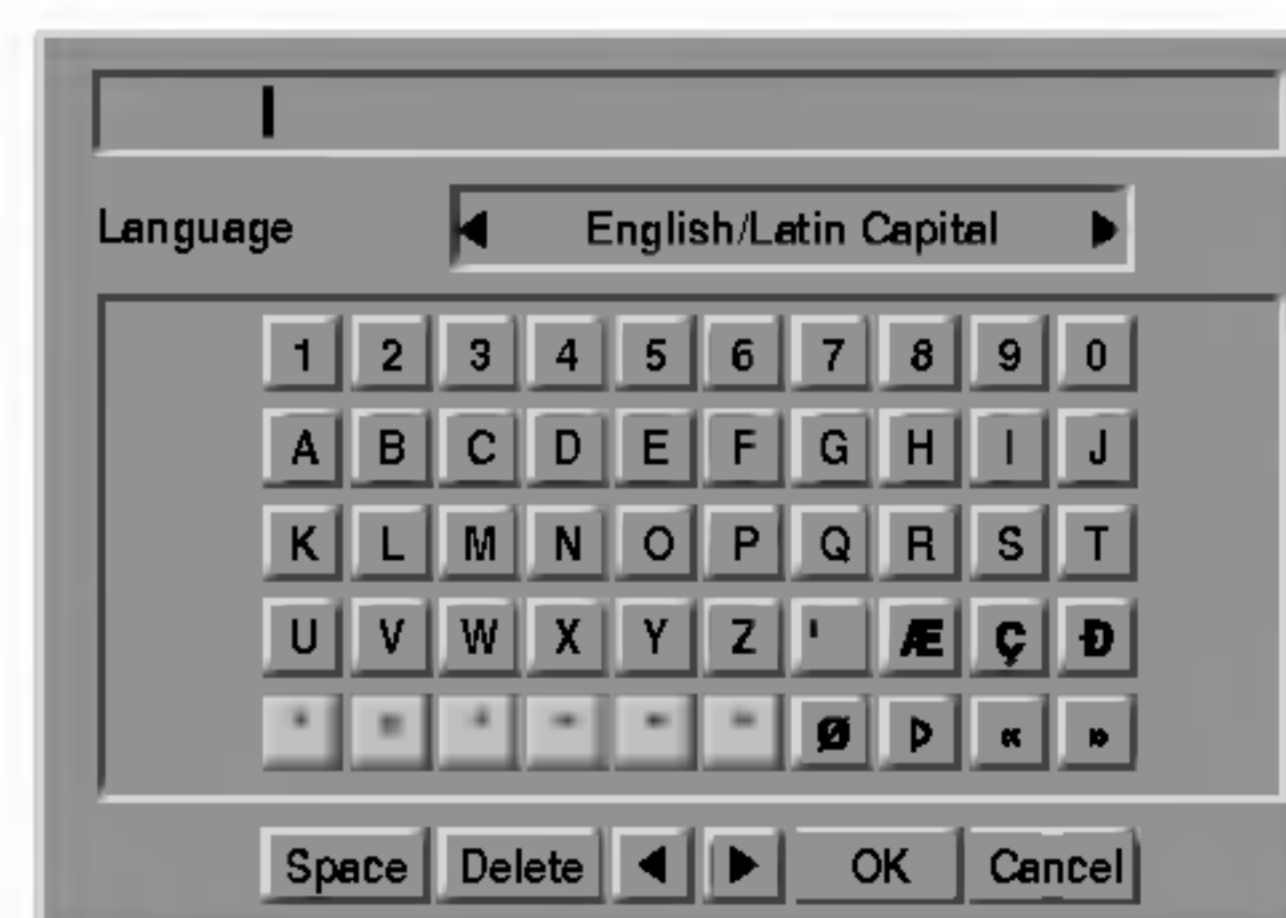 Language ◀ English/Latin Capital ▶
1 2 3 4 5 6 7 8 9 0
A B C D E F G H I J
K L M N O P Q R S T
U V W X Y Z ' Æ Ç Đ
Ø Þ « »
Space Delete ◀ ▶ OK Cancel